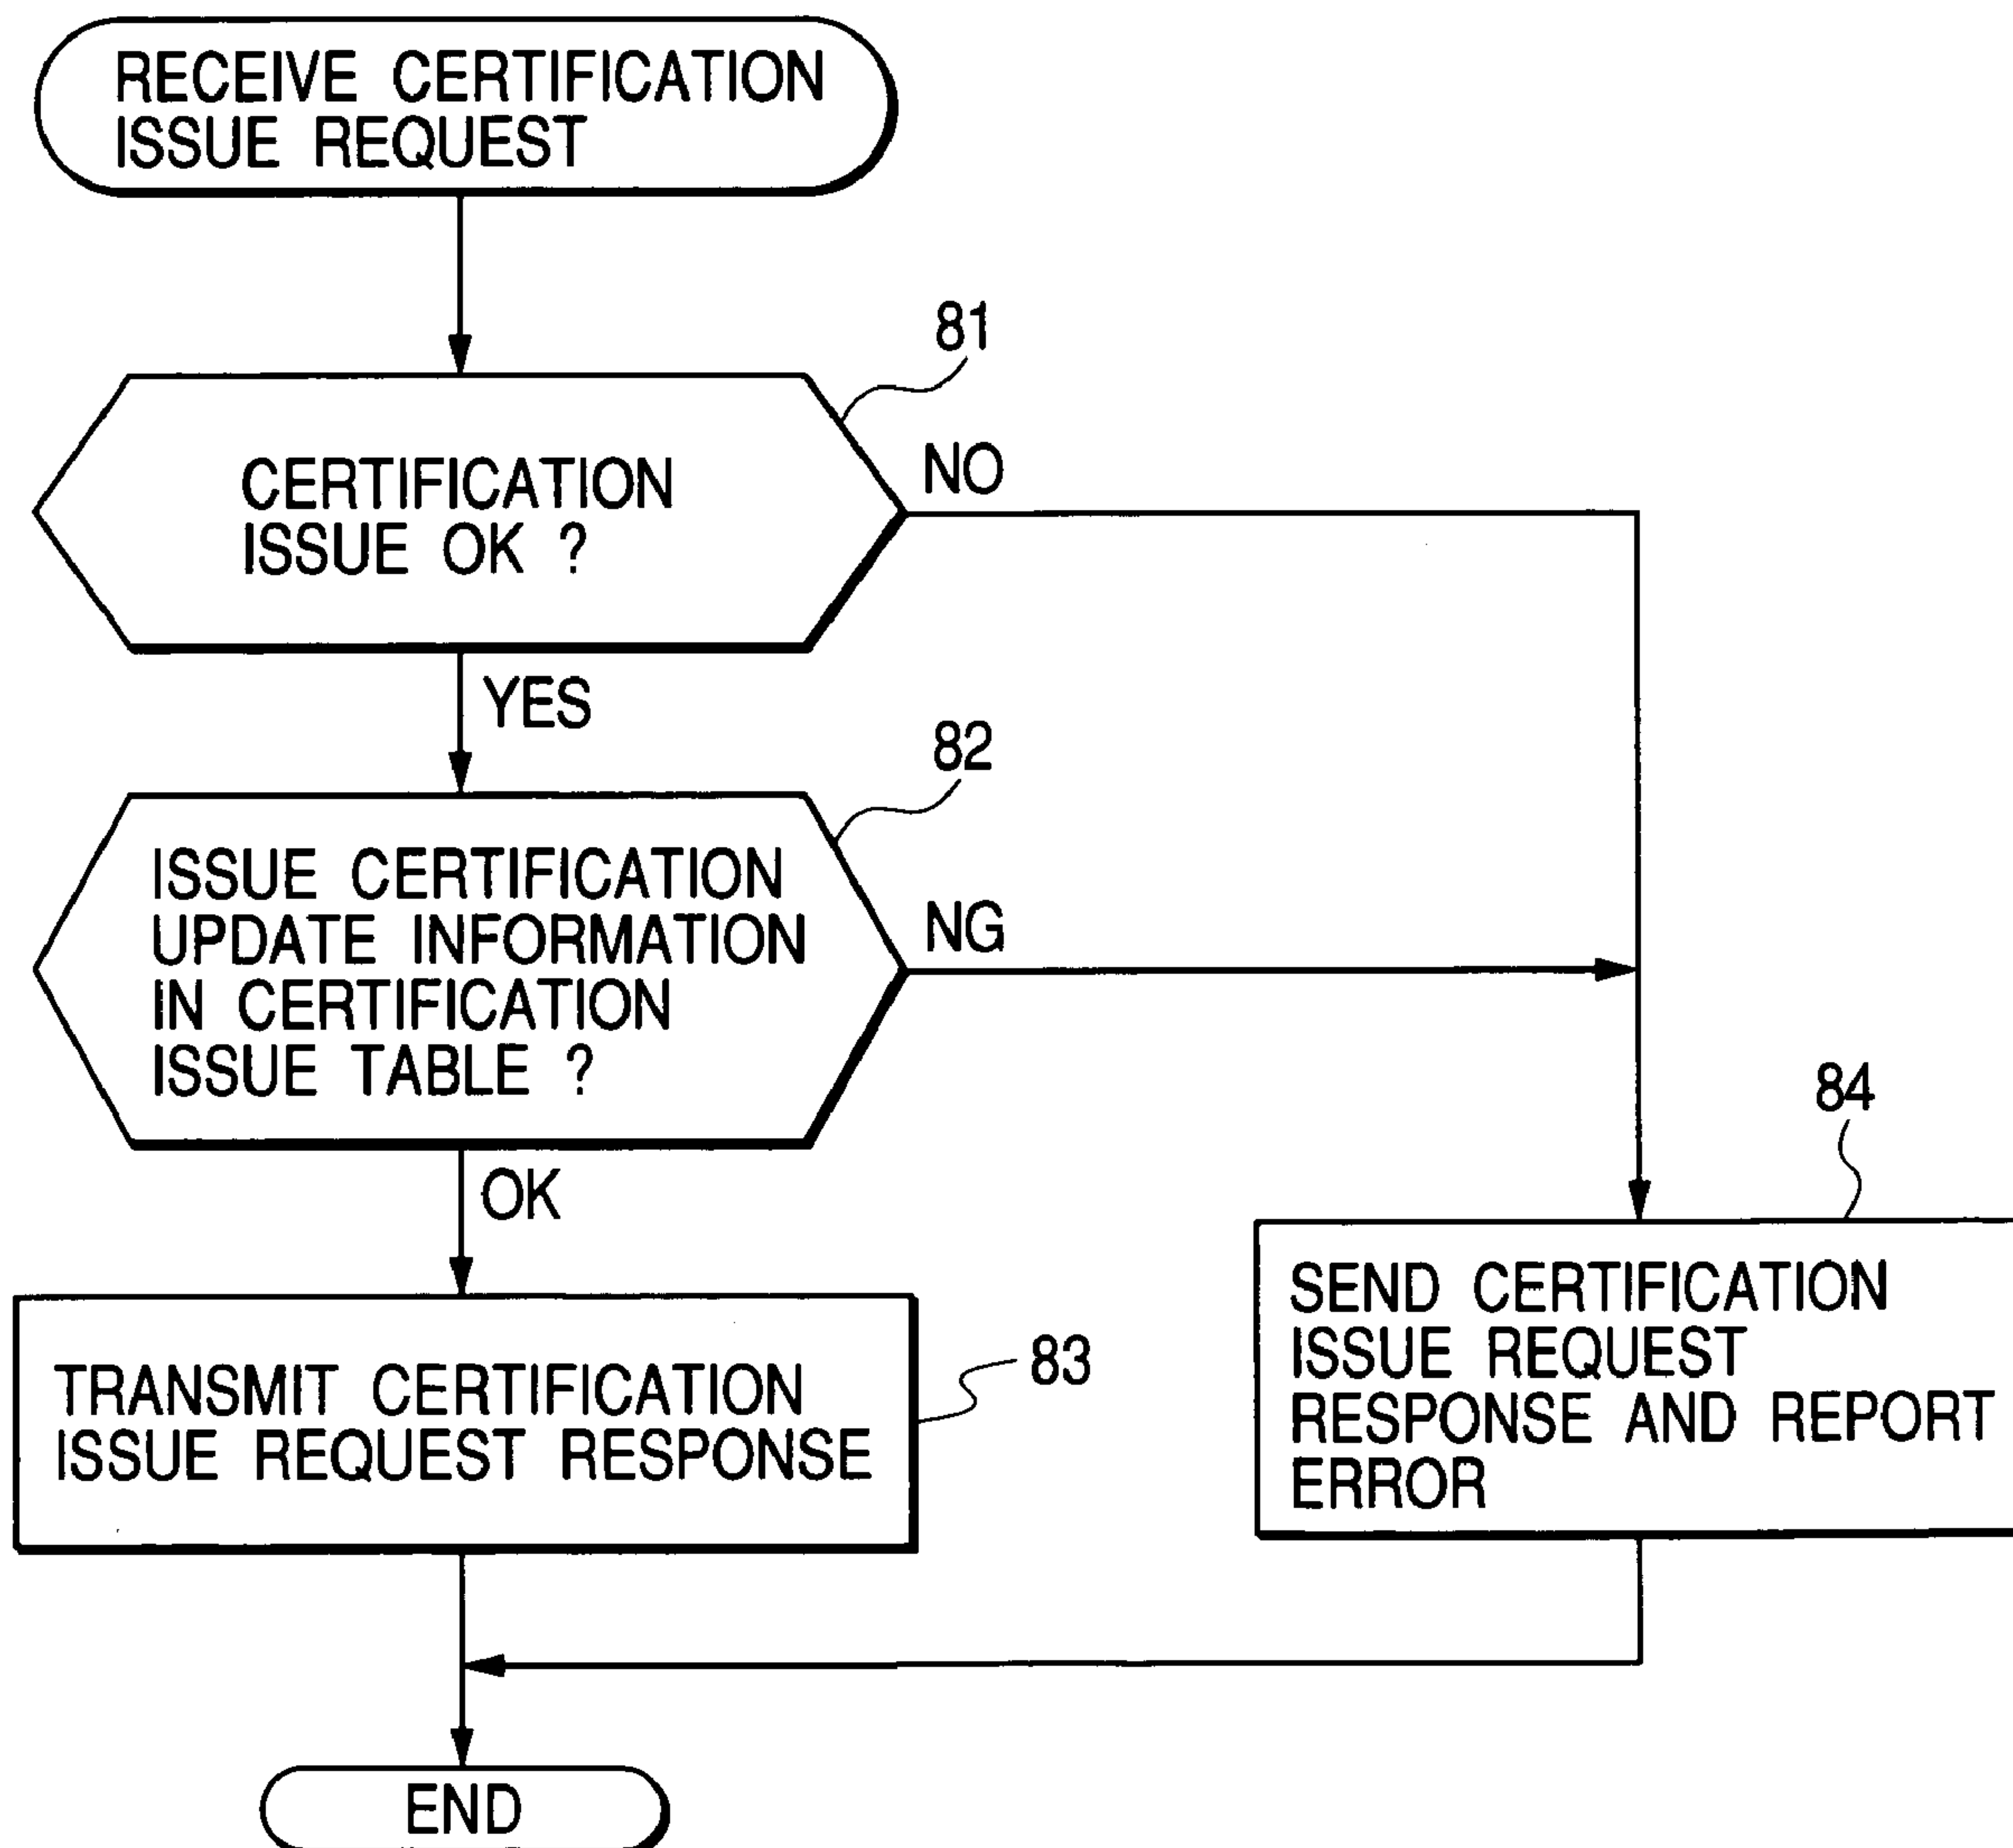 RECEIVE CERTIFICATION
ISSUE REQUEST
81
CERTIFICATION
ISSUE OK ?
NO
YES
82
ISSUE CERTIFICATION
UPDATE INFORMATION
IN CERTIFICATION
ISSUE TABLE ?
NG
OK
84
SEND CERTIFICATION
ISSUE REQUEST
RESPONSE AND REPORT
ERROR
83
TRANSMIT CERTIFICATION
ISSUE REQUEST RESPONSE
END